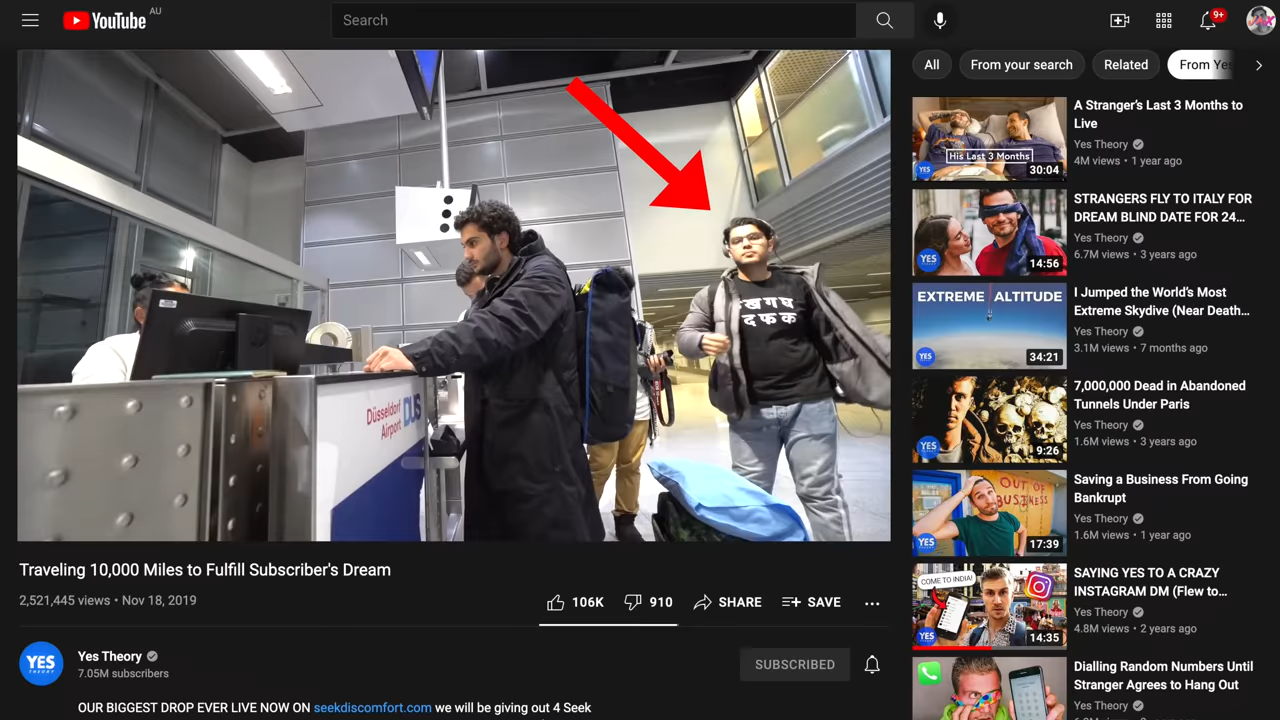 YouTube
AU
Search
9+
All
From your search
Related
From Yes
ख ग घ
द फ क
Düsseldorf
Airport
DUS
Traveling 10,000 Miles to Fulfill Subscriber's Dream
2,521,445 views • Nov 18, 2019
106K
910
SHARE
SAVE
YES
THEORY
Yes Theory
7.05M subscribers
SUBSCRIBED
OUR BIGGEST DROP EVER LIVE NOW ON seekdiscomfort.com we will be giving out 4 Seek
His Last 3 Months
YES
30:04
A Stranger's Last 3 Months to
Live
Yes Theory
4M views • 1 year ago
YES
14:56
STRANGERS FLY TO ITALY FOR
DREAM BLIND DATE FOR 24...
Yes Theory
6.7M views • 3 years ago
EXTREME ALTITUDE
YES
34:21
I Jumped the World's Most
Extreme Skydive (Near Death...
Yes Theory
3.1M views • 7 months ago
YES
9:26
7,000,000 Dead in Abandoned
Tunnels Under Paris
Yes Theory
1.6M views • 3 years ago
OUT OF
BUSINESS
YES
17:39
Saving a Business From Going
Bankrupt
Yes Theory
1.6M views • 1 year ago
COME TO INDIA!
YES
14:35
SAYING YES TO A CRAZY
INSTAGRAM DM (Flew to...
Yes Theory
4.8M views • 2 years ago
Dialling Random Numbers Until
Stranger Agrees to Hang Out
Yes Theory